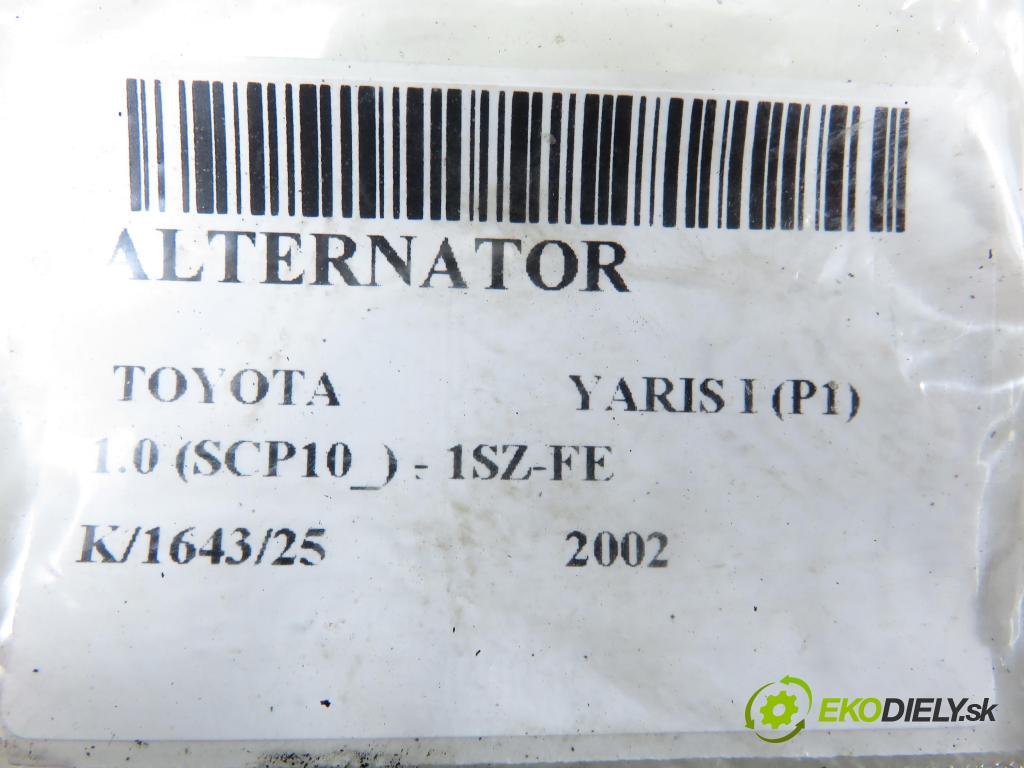 ALTERNATOR
TOYOTA YARIS I (P1)
1.0 (SCP10_) - 1SZ-FE
K/1643/25 2002
EKODIELY.sk